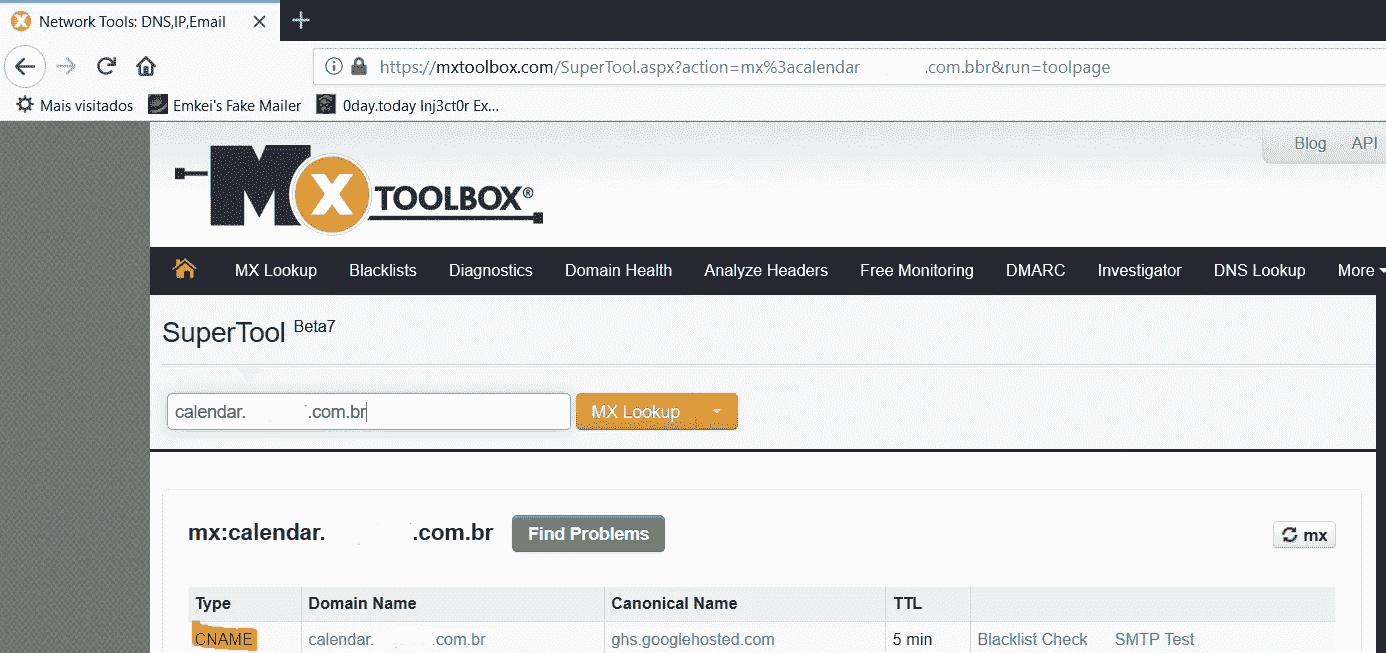 Network Tools: DNS,IP,Email
https://mxtoolbox.com/SuperTool.aspx?action=mx%3acalendar .com.bbr&run=toolpage
Mais visitados Emkei's Fake Mailer 0day.today Inj3ct0r Ex...
Blog API
MX TOOLBOX®
MX Lookup Blacklists Diagnostics Domain Health Analyze Headers Free Monitoring DMARC Investigator DNS Lookup More
SuperTool Beta7
calendar. .com.br MX Lookup
mx:calendar. .com.br Find Problems mx
Type Domain Name Canonical Name TTL
CNAME calendar. .com.br ghs.googlehosted.com 5 min Blacklist Check SMTP Test